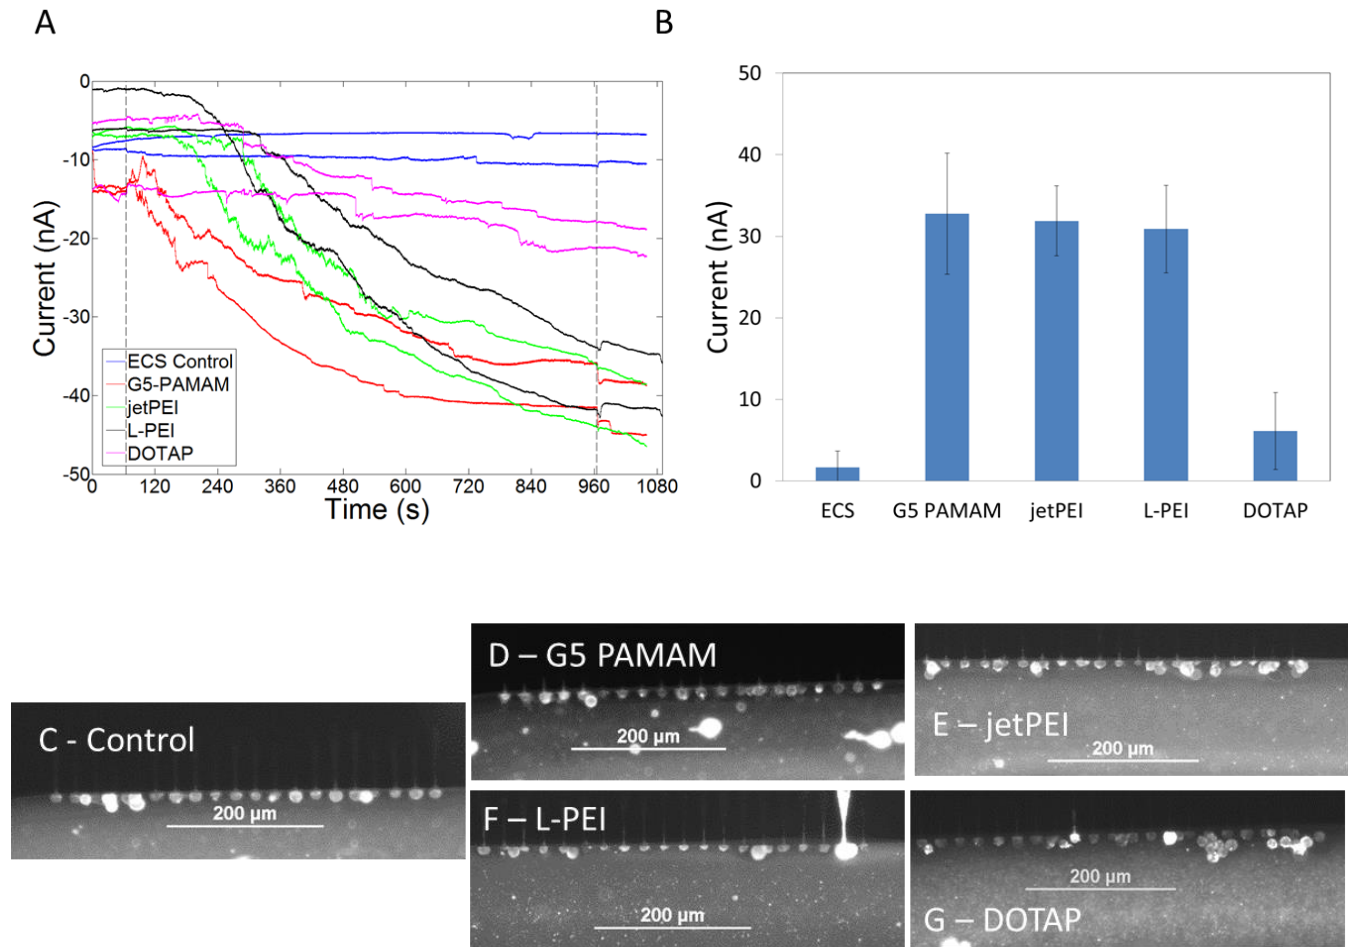 A
B
0
-10
-20
-30
-40
-50
Current (nA)
ECS Control
G5-PAMAM
jetPEI
L-PEI
DOTAP
0 120 240 360 480 600 720 840 960 1080
Time (s)
50
40
30
20
10
0
Current (nA)
ECS G5 PAMAM jetPEI L-PEI DOTAP
C - Control
200 µm
D – G5 PAMAM
200 µm
E – jetPEI
200 µm
F – L-PEI
200 µm
200 µm
G – DOTAP